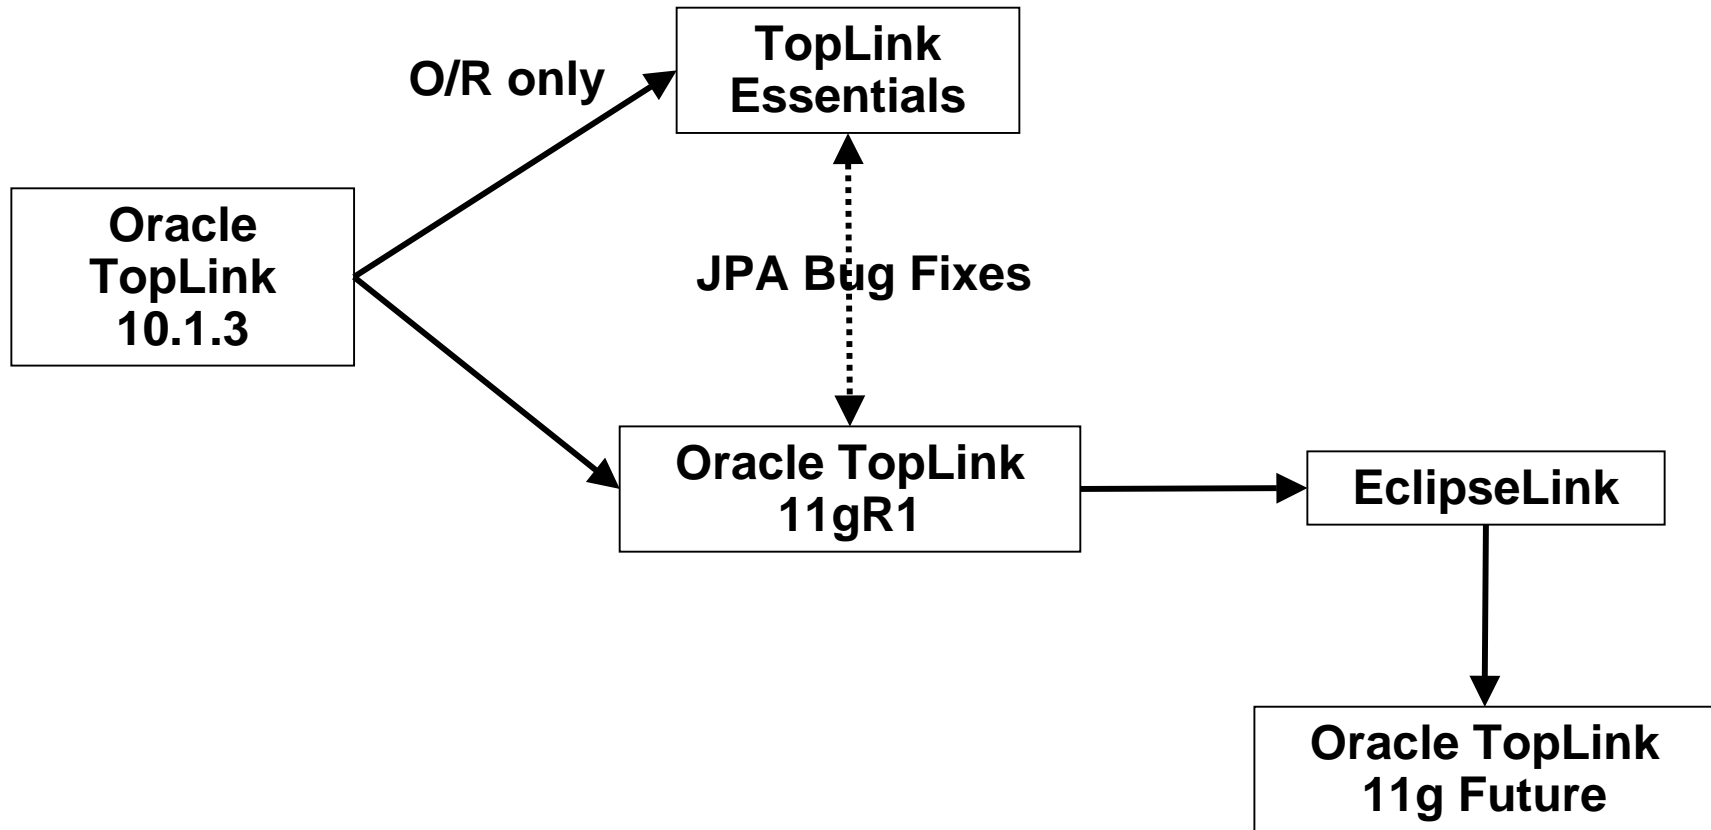 TopLink
Essentials
O/R only
Oracle
TopLink
10.1.3
JPA Bug Fixes
Oracle TopLink
11gR1
EclipseLink
Oracle TopLink
11g Future